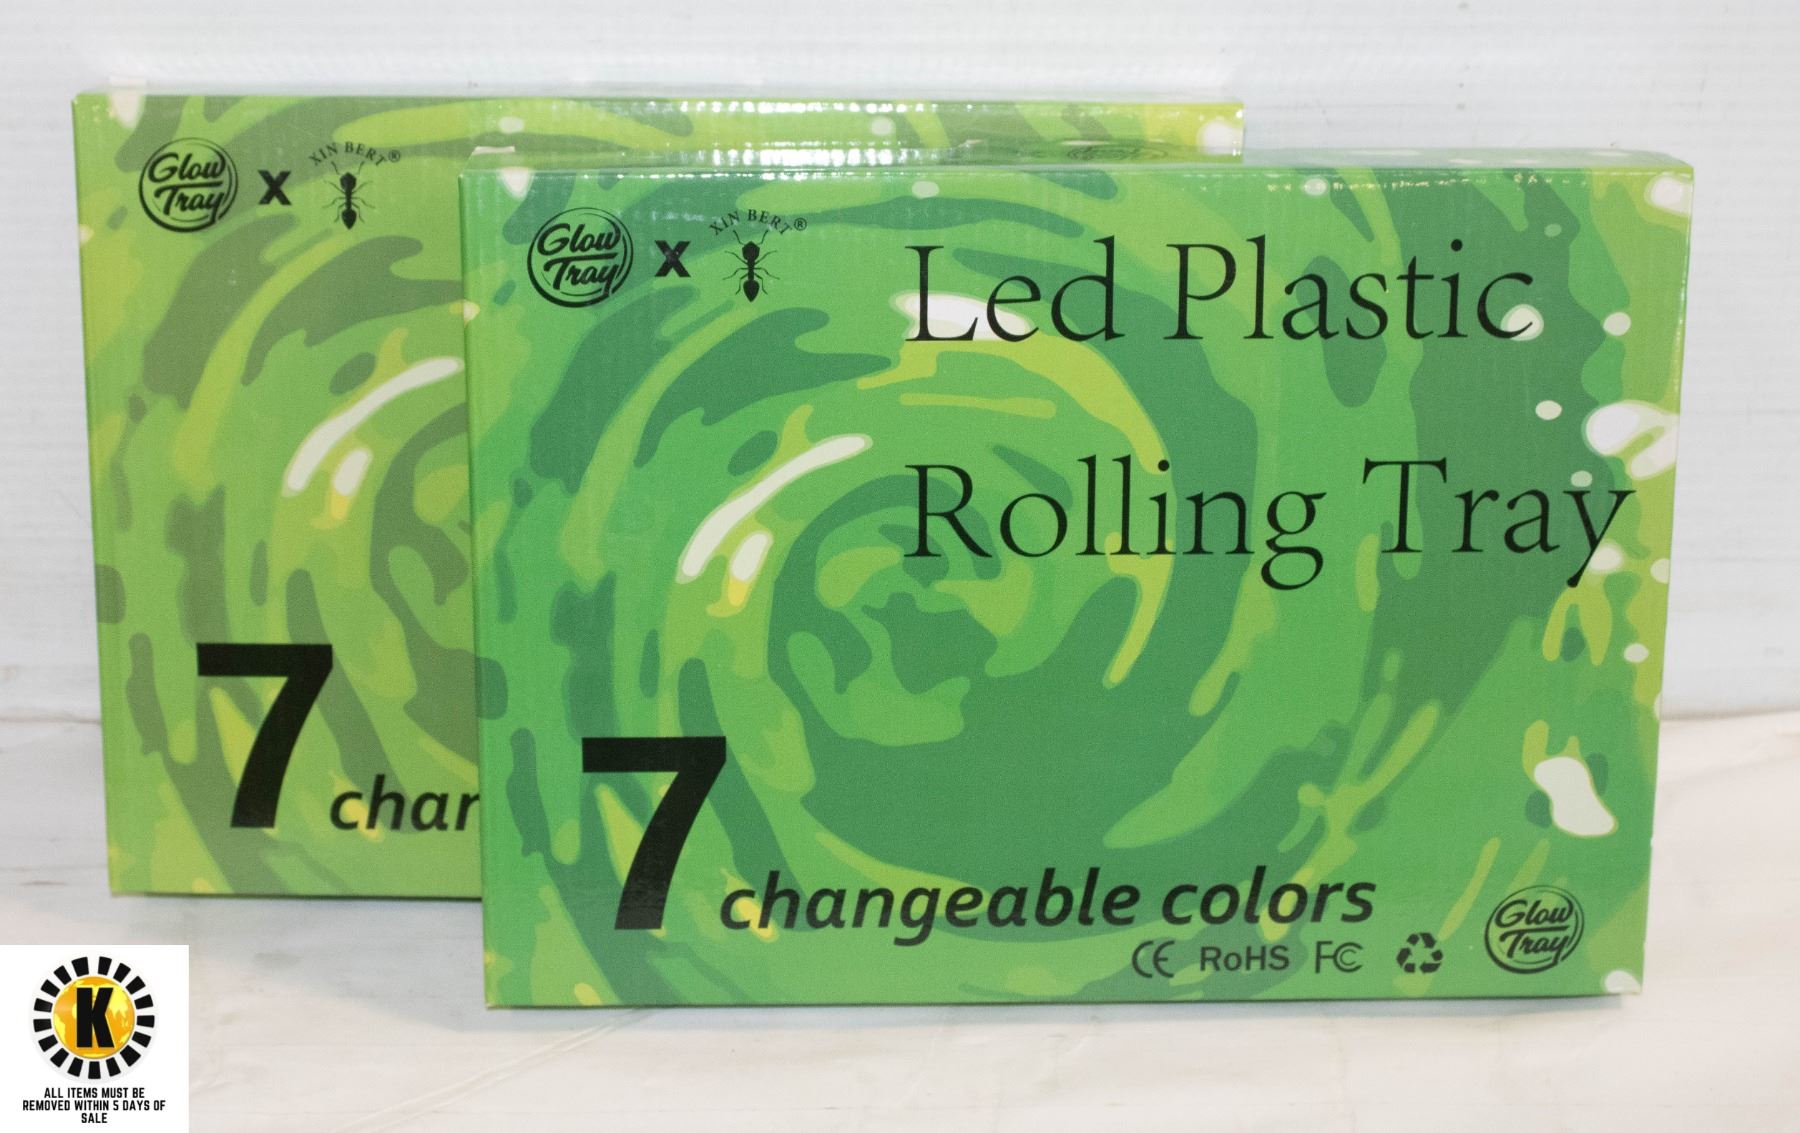 Glow
Tray
X
XIN BERT®
7 char
Glow
Tray
X
XIN BERT®
Led Plastic
Rolling Tray
7 changeable colors
CE RoHS FC
Glow
Tray
K
ALL ITEMS MUST BE
REMOVED WITHIN 5 DAYS OF
SALE